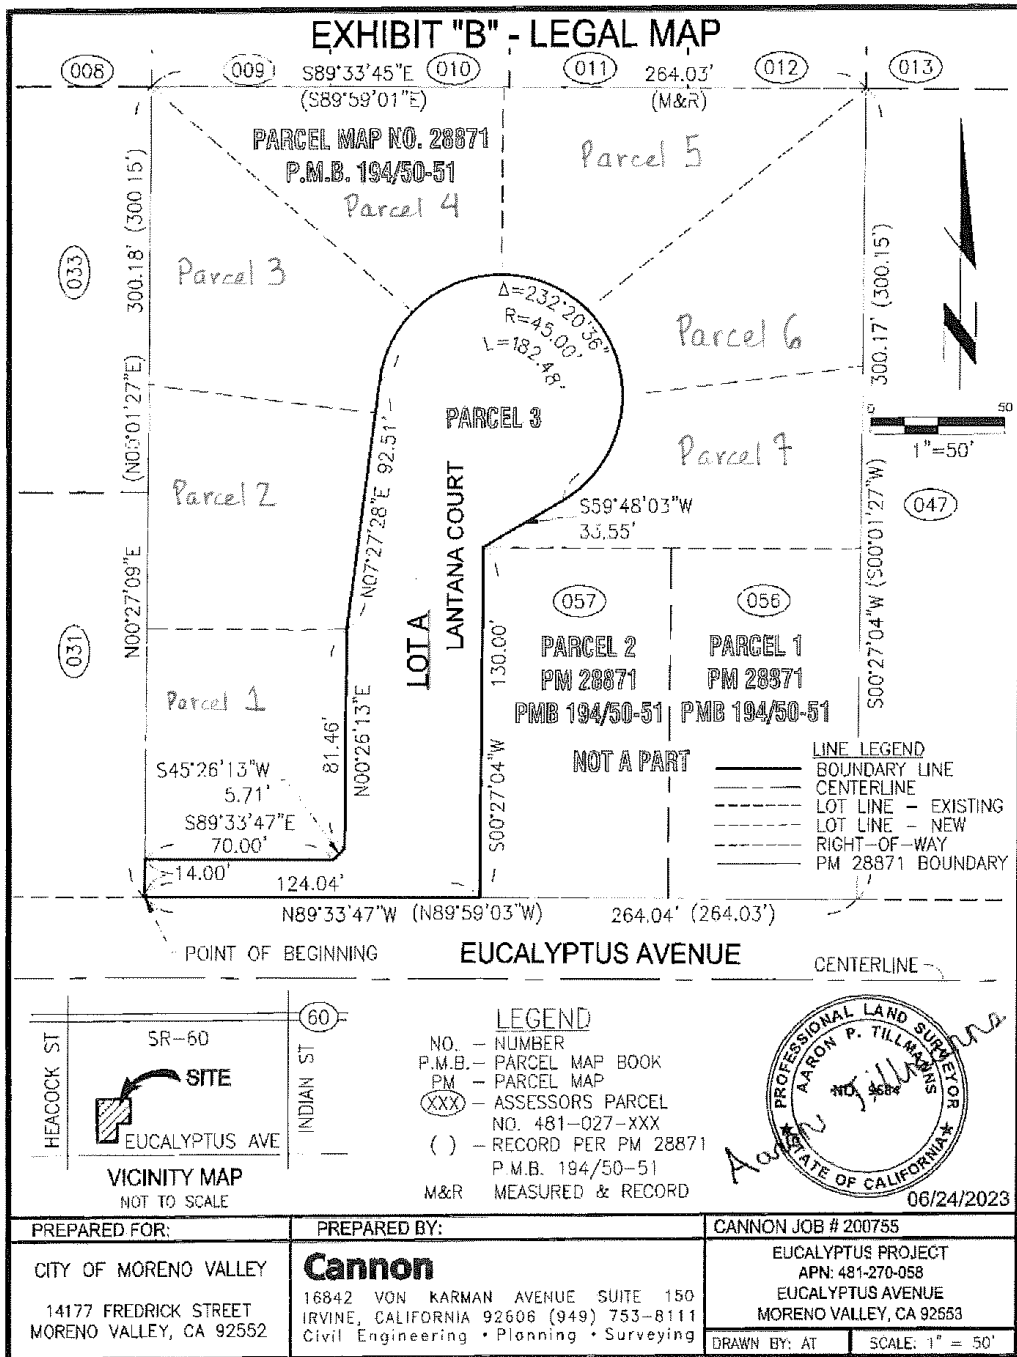 EXHIBIT "B" - LEGAL MAP
008
009
S89°33'45"E
010
011
264.03'
012
013
(S89°59'01"E)
(M&R)
PARCEL MAP NO. 28871
P.M.B. 194/50-51
Parcel 5
Parcel 4
Parcel 3
033
300.18' (300.15')
(N00°01'27"E)
N00°27'09"E
031
Δ=232°20'36"
R=45.00'
L=182.48'
Parcel 6
300.17' (300.15')
S00°27'04"W (S00°01'27"W)
0 50
1"=50'
PARCEL 3
Parcel 7
Parcel 2
N07°27'28"E 92.51'
LOT A
LANTANA COURT
S59°48'03"W
33.55'
047
057
056
PARCEL 2
PM 28871
PMB 194/50-51
PARCEL 1
PM 28871
PMB 194/50-51
NOT A PART
130.00'
S00°27'04"W
Parcel 1
81.46'
N00°26'13"E
S45°26'13"W
5.71'
S89°33'47"E
70.00'
14.00'
124.04'
LINE LEGEND
BOUNDARY LINE
CENTERLINE
LOT LINE - EXISTING
LOT LINE - NEW
RIGHT-OF-WAY
PM 28871 BOUNDARY
N89°33'47"W (N89°59'03"W)
264.04' (264.03')
POINT OF BEGINNING
EUCALYPTUS AVENUE
CENTERLINE
HEACOCK ST
SR-60
60
INDIAN ST
SITE
EUCALYPTUS AVE
VICINITY MAP
NOT TO SCALE
LEGEND
NO. - NUMBER
P.M.B. - PARCEL MAP BOOK
PM - PARCEL MAP
XXX - ASSESSORS PARCEL
NO. 481-027-XXX
( ) - RECORD PER PM 28871
P.M.B. 194/50-51
M&R MEASURED & RECORD
PROFESSIONAL LAND SURVEYOR
AARON P. TILLMANNS
NO. 9684
STATE OF CALIFORNIA
Aaron Tillmanns
06/24/2023
PREPARED FOR:
CITY OF MORENO VALLEY
14177 FREDRICK STREET
MORENO VALLEY, CA 92552
PREPARED BY:
Cannon
16842 VON KARMAN AVENUE SUITE 150
IRVINE, CALIFORNIA 92606 (949) 753-8111
Civil Engineering • Planning • Surveying
CANNON JOB # 200755
EUCALYPTUS PROJECT
APN: 481-270-058
EUCALYPTUS AVENUE
MORENO VALLEY, CA 92553
DRAWN BY: AT
SCALE: 1" = 50'